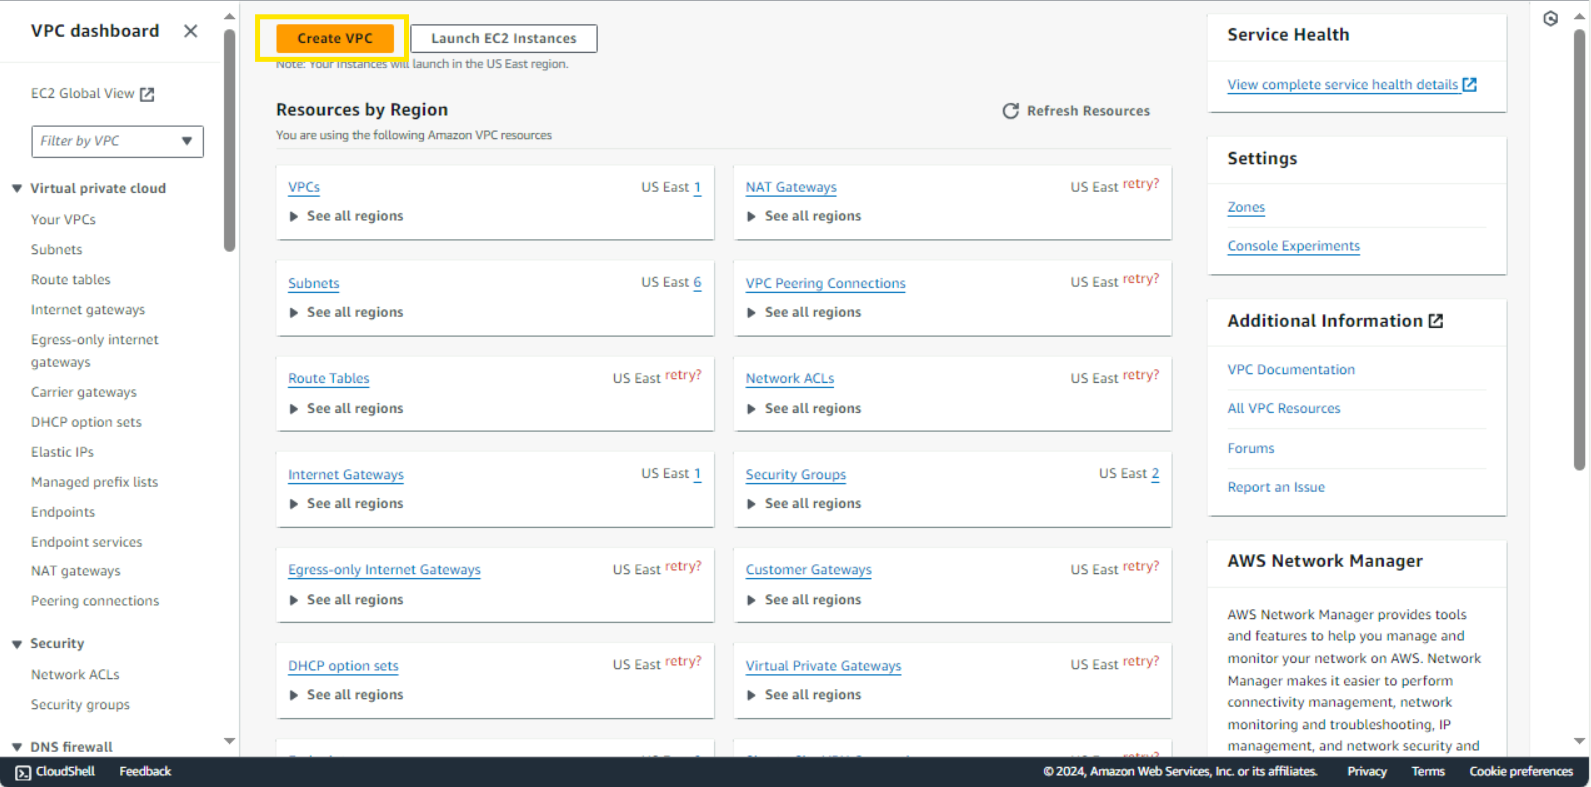 VPC dashboard
EC2 Global View
Filter by VPC
Virtual private cloud
Your VPCs
Subnets
Route tables
Internet gateways
Egress-only internet
gateways
Carrier gateways
DHCP option sets
Elastic IPs
Managed prefix lists
Endpoints
Endpoint services
NAT gateways
Peering connections
Security
Network ACLs
Security groups
DNS firewall
Create VPC
Launch EC2 Instances
Note: Your Instances will launch in the US East region.
Resources by Region
Refresh Resources
You are using the following Amazon VPC resources
VPCs US East 1
See all regions
NAT Gateways US East retry?
See all regions
Subnets US East 6
See all regions
VPC Peering Connections US East retry?
See all regions
Route Tables US East retry?
See all regions
Network ACLs US East retry?
See all regions
Internet Gateways US East 1
See all regions
Security Groups US East 2
See all regions
Egress-only Internet Gateways US East retry?
See all regions
Customer Gateways US East retry?
See all regions
DHCP option sets US East retry?
See all regions
Virtual Private Gateways US East retry?
See all regions
Service Health
View complete service health details
Settings
Zones
Console Experiments
Additional Information
VPC Documentation
All VPC Resources
Forums
Report an Issue
AWS Network Manager
AWS Network Manager provides tools
and features to help you manage and
monitor your network on AWS. Network
Manager makes it easier to perform
connectivity management, network
monitoring and troubleshooting, IP
management, and network security and
CloudShell
Feedback
© 2024, Amazon Web Services, Inc. or its affiliates.
Privacy
Terms
Cookie preferences